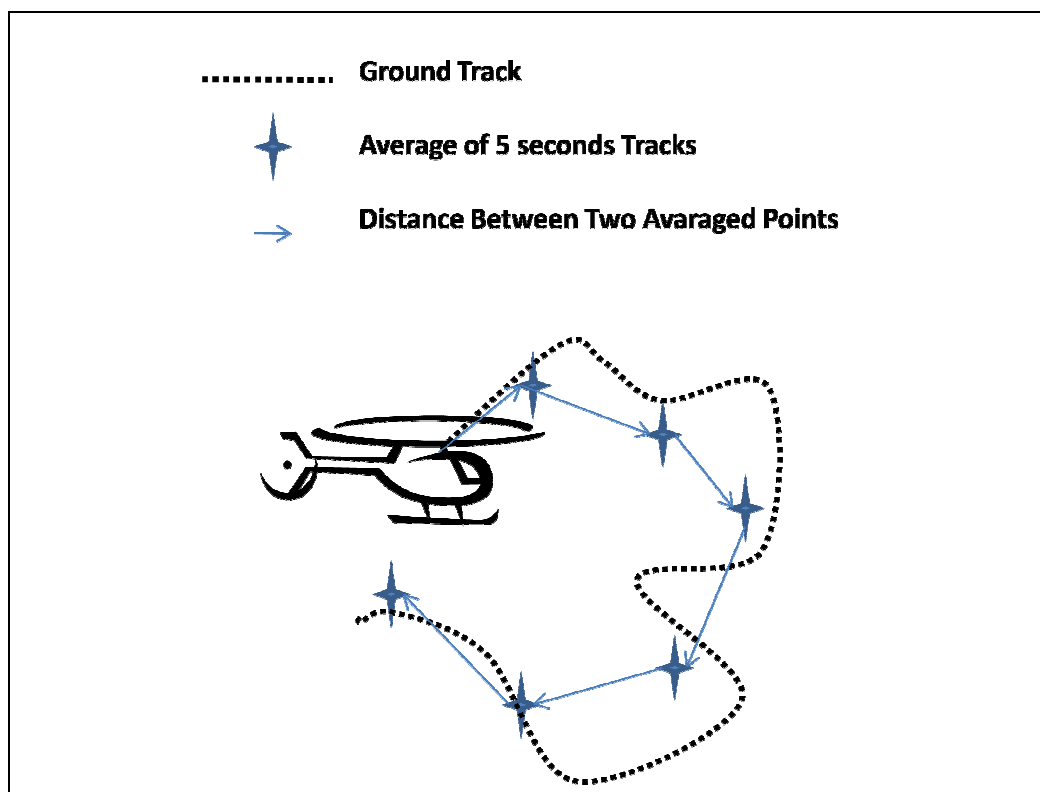 Ground Track
Average of 5 seconds Tracks
Distance Between Two Avaraged Points